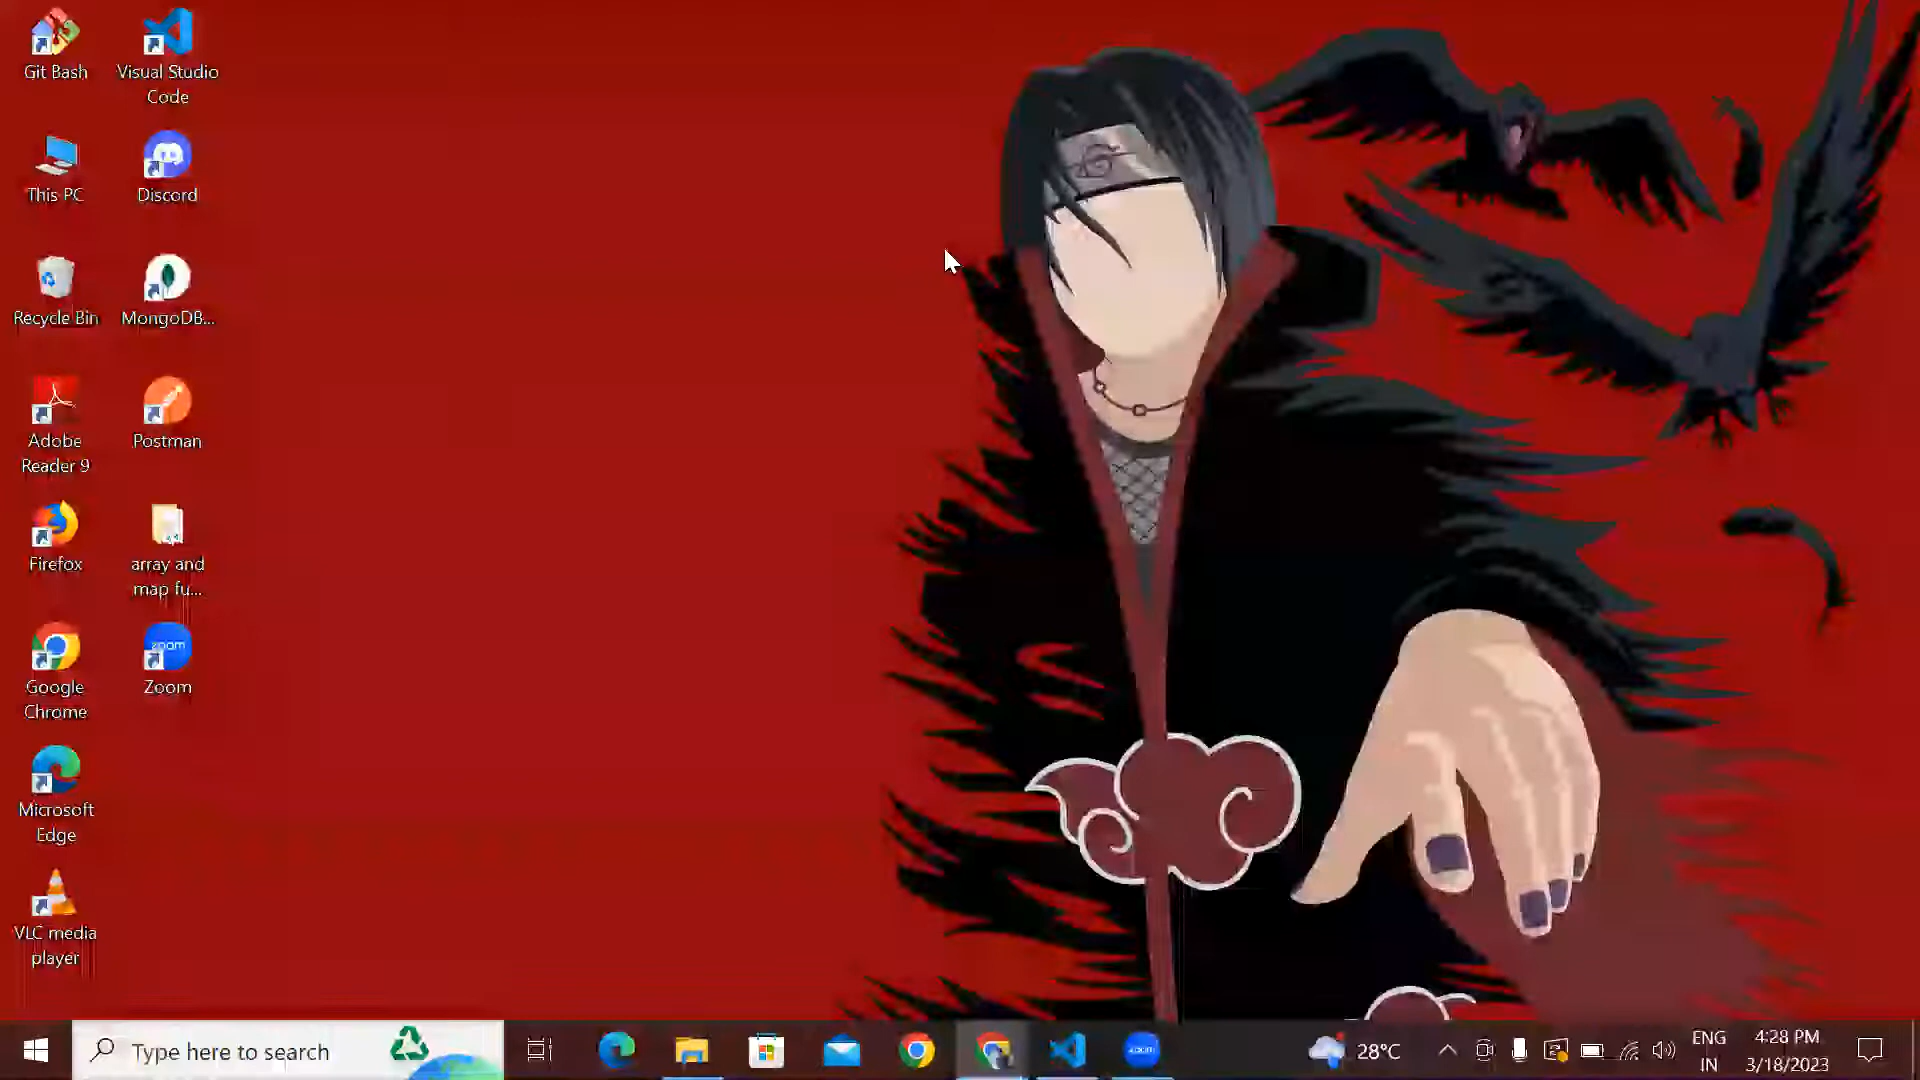 Git Bash
Visual Studio
Code
This PC
Discord
Recycle Bin
MongoDB...
Adobe
Reader 9
Postman
Firefox
array and
map fu...
Google
Chrome
zoom
Zoom
Microsoft
Edge
VLC media
player
Type here to search
zoom
28°C
ENG
IN
4:28 PM
3/18/2023